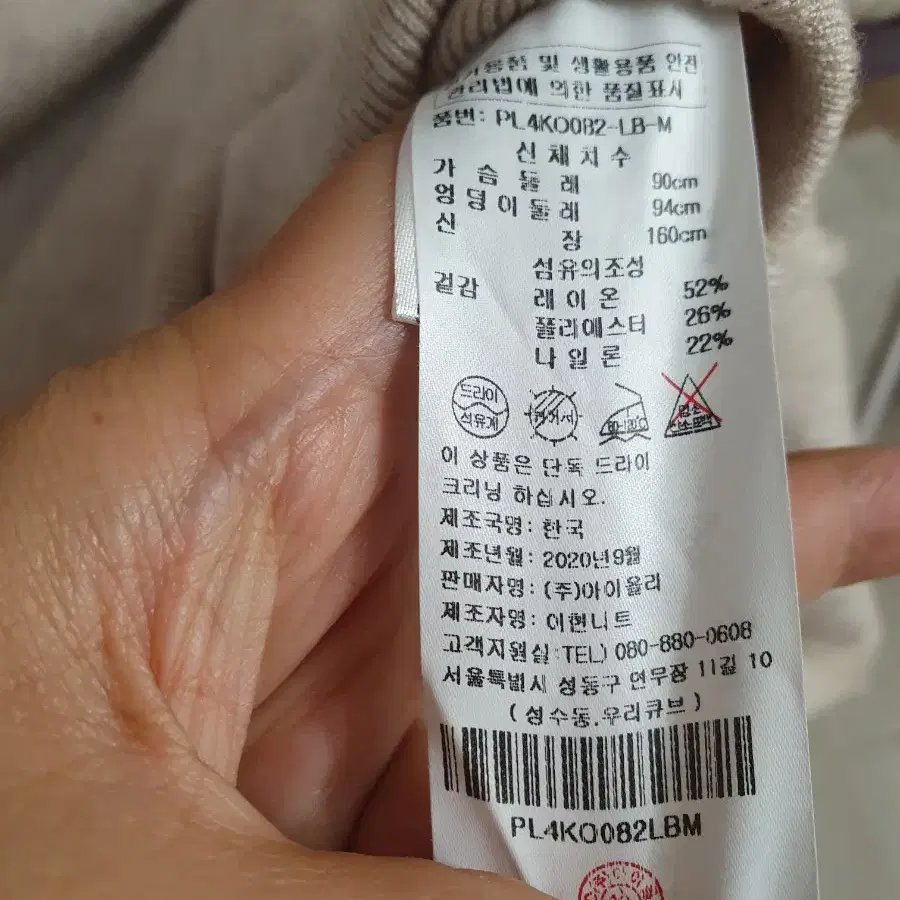 기용품 및 생활용품 안전
관리법에 의한 품질표시
품번: PL4KO082-LB-M
신체치수
가슴둘레 90cm
엉덩이둘레 94cm
신장 160cm
섬유의조성
겉감 레이온 52%
폴리에스터 26%
나일론 22%
드라이
석유계
이 상품은 단독 드라이
크리닝 하십시오.
제조국명: 한국
제조년월: 2020년9월
판매자명: (주)아이올리
제조자명: 이현니트
고객지원실:TEL) 080-880-0608
서울특별시 성동구 연무장 11길 10
(성수동.우리큐브)
PL4KO082LBM